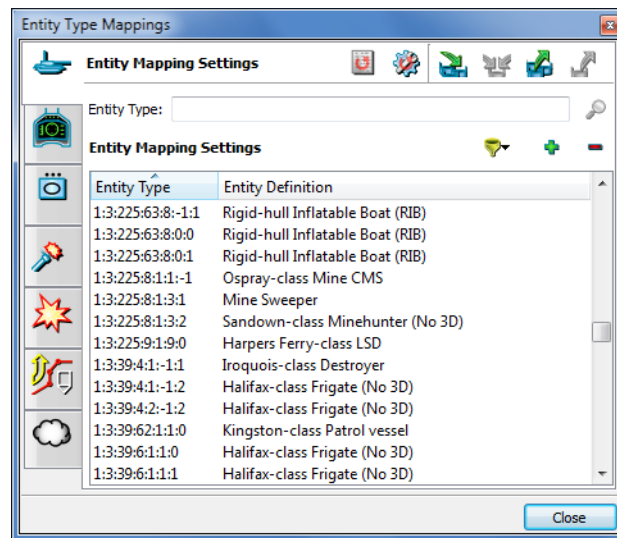 Entity Type Mappings
Entity Mapping Settings
Entity Type:
Entity Mapping Settings
Entity Type Entity Definition
1:3:225:63:8:-1:1 Rigid-hull Inflatable Boat (RIB)
1:3:225:63:8:0:0 Rigid-hull Inflatable Boat (RIB)
1:3:225:63:8:0:1 Rigid-hull Inflatable Boat (RIB)
1:3:225:8:1:1:-1 Ospray-class Mine CMS
1:3:225:8:1:3:1 Mine Sweeper
1:3:225:8:1:3:2 Sandown-class Minehunter (No 3D)
1:3:225:9:1:9:0 Harpers Ferry-class LSD
1:3:39:4:1:-1:1 Iroquois-class Destroyer
1:3:39:4:1:-1:2 Halifax-class Frigate (No 3D)
1:3:39:4:2:-1:2 Halifax-class Frigate (No 3D)
1:3:39:62:1:1:0 Kingston-class Patrol vessel
1:3:39:6:1:1:0 Halifax-class Frigate (No 3D)
1:3:39:6:1:1:1 Halifax-class Frigate (No 3D)
Close